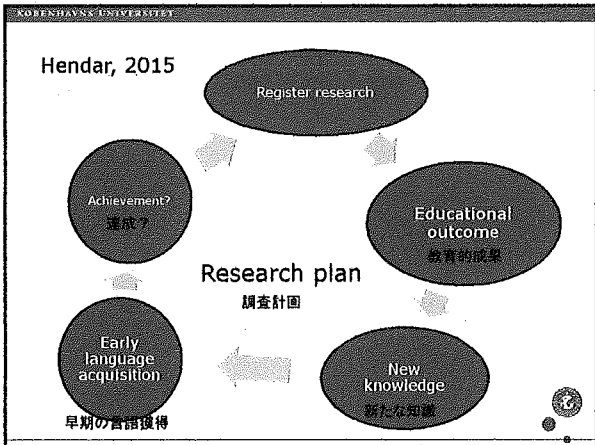 KØBENHAVNS UNIVERSITET
Hendar, 2015
Register research
Educational
outcome
教育的成果
New
knowledge
新たな知識
Early
language
acquisition
早期の言語獲得
Achievement?
達成？
Research plan
調査計画